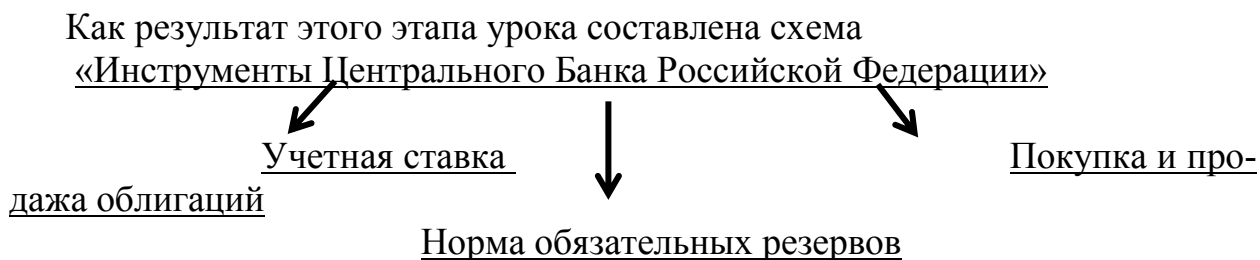 Как результат этого этапа урока составлена схема
«Инструменты Центрального Банка Российской Федерации»
Учетная ставка Покупка и про-
дажа облигаций
Норма обязательных резервов